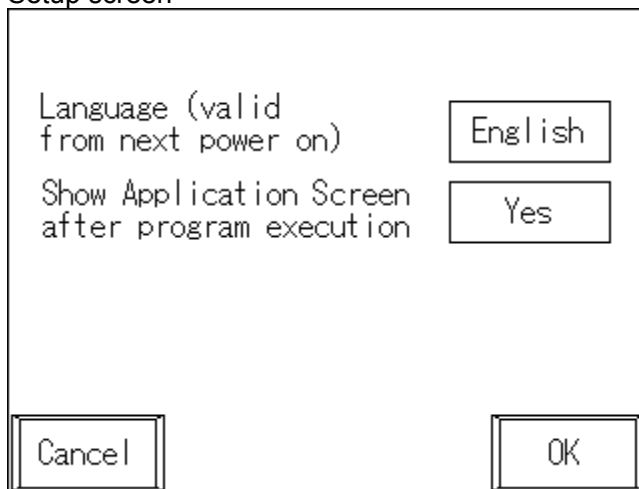 Setup screen
Language (valid
from next power on)
English
Show Application Screen
after program execution
Yes
Cancel
OK